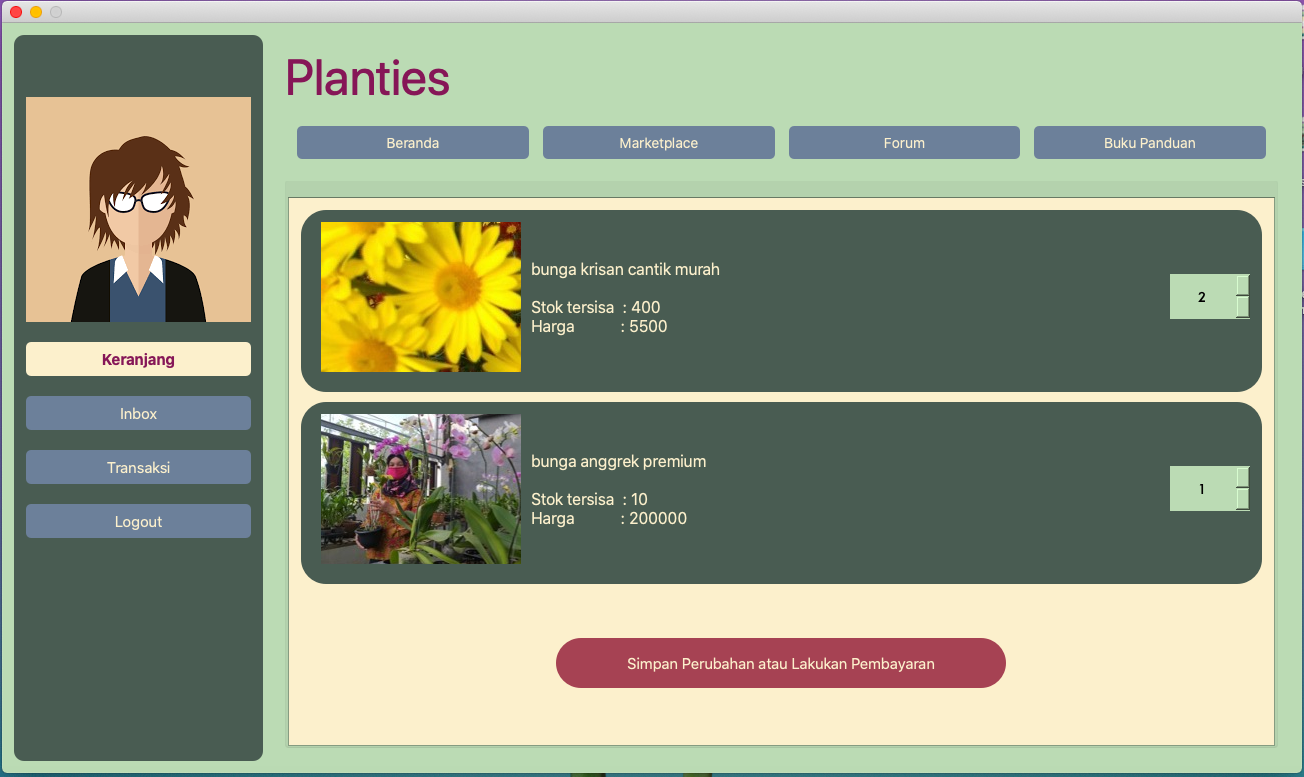 Planties
Beranda
Marketplace
Forum
Buku Panduan
Keranjang
Inbox
Transaksi
Logout
bunga krisan cantik murah
Stok tersisa : 400
Harga : 5500
2
bunga anggrek premium
Stok tersisa : 10
Harga : 200000
1
Simpan Perubahan atau Lakukan Pembayaran